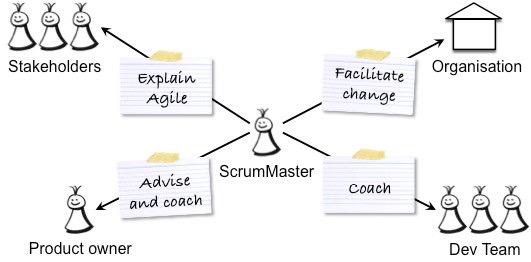 Explain
Agile
Facilitate
change
Stakeholders
Organisation
ScrumMaster
Advise
and coach
Coach
Product owner
Dev Team